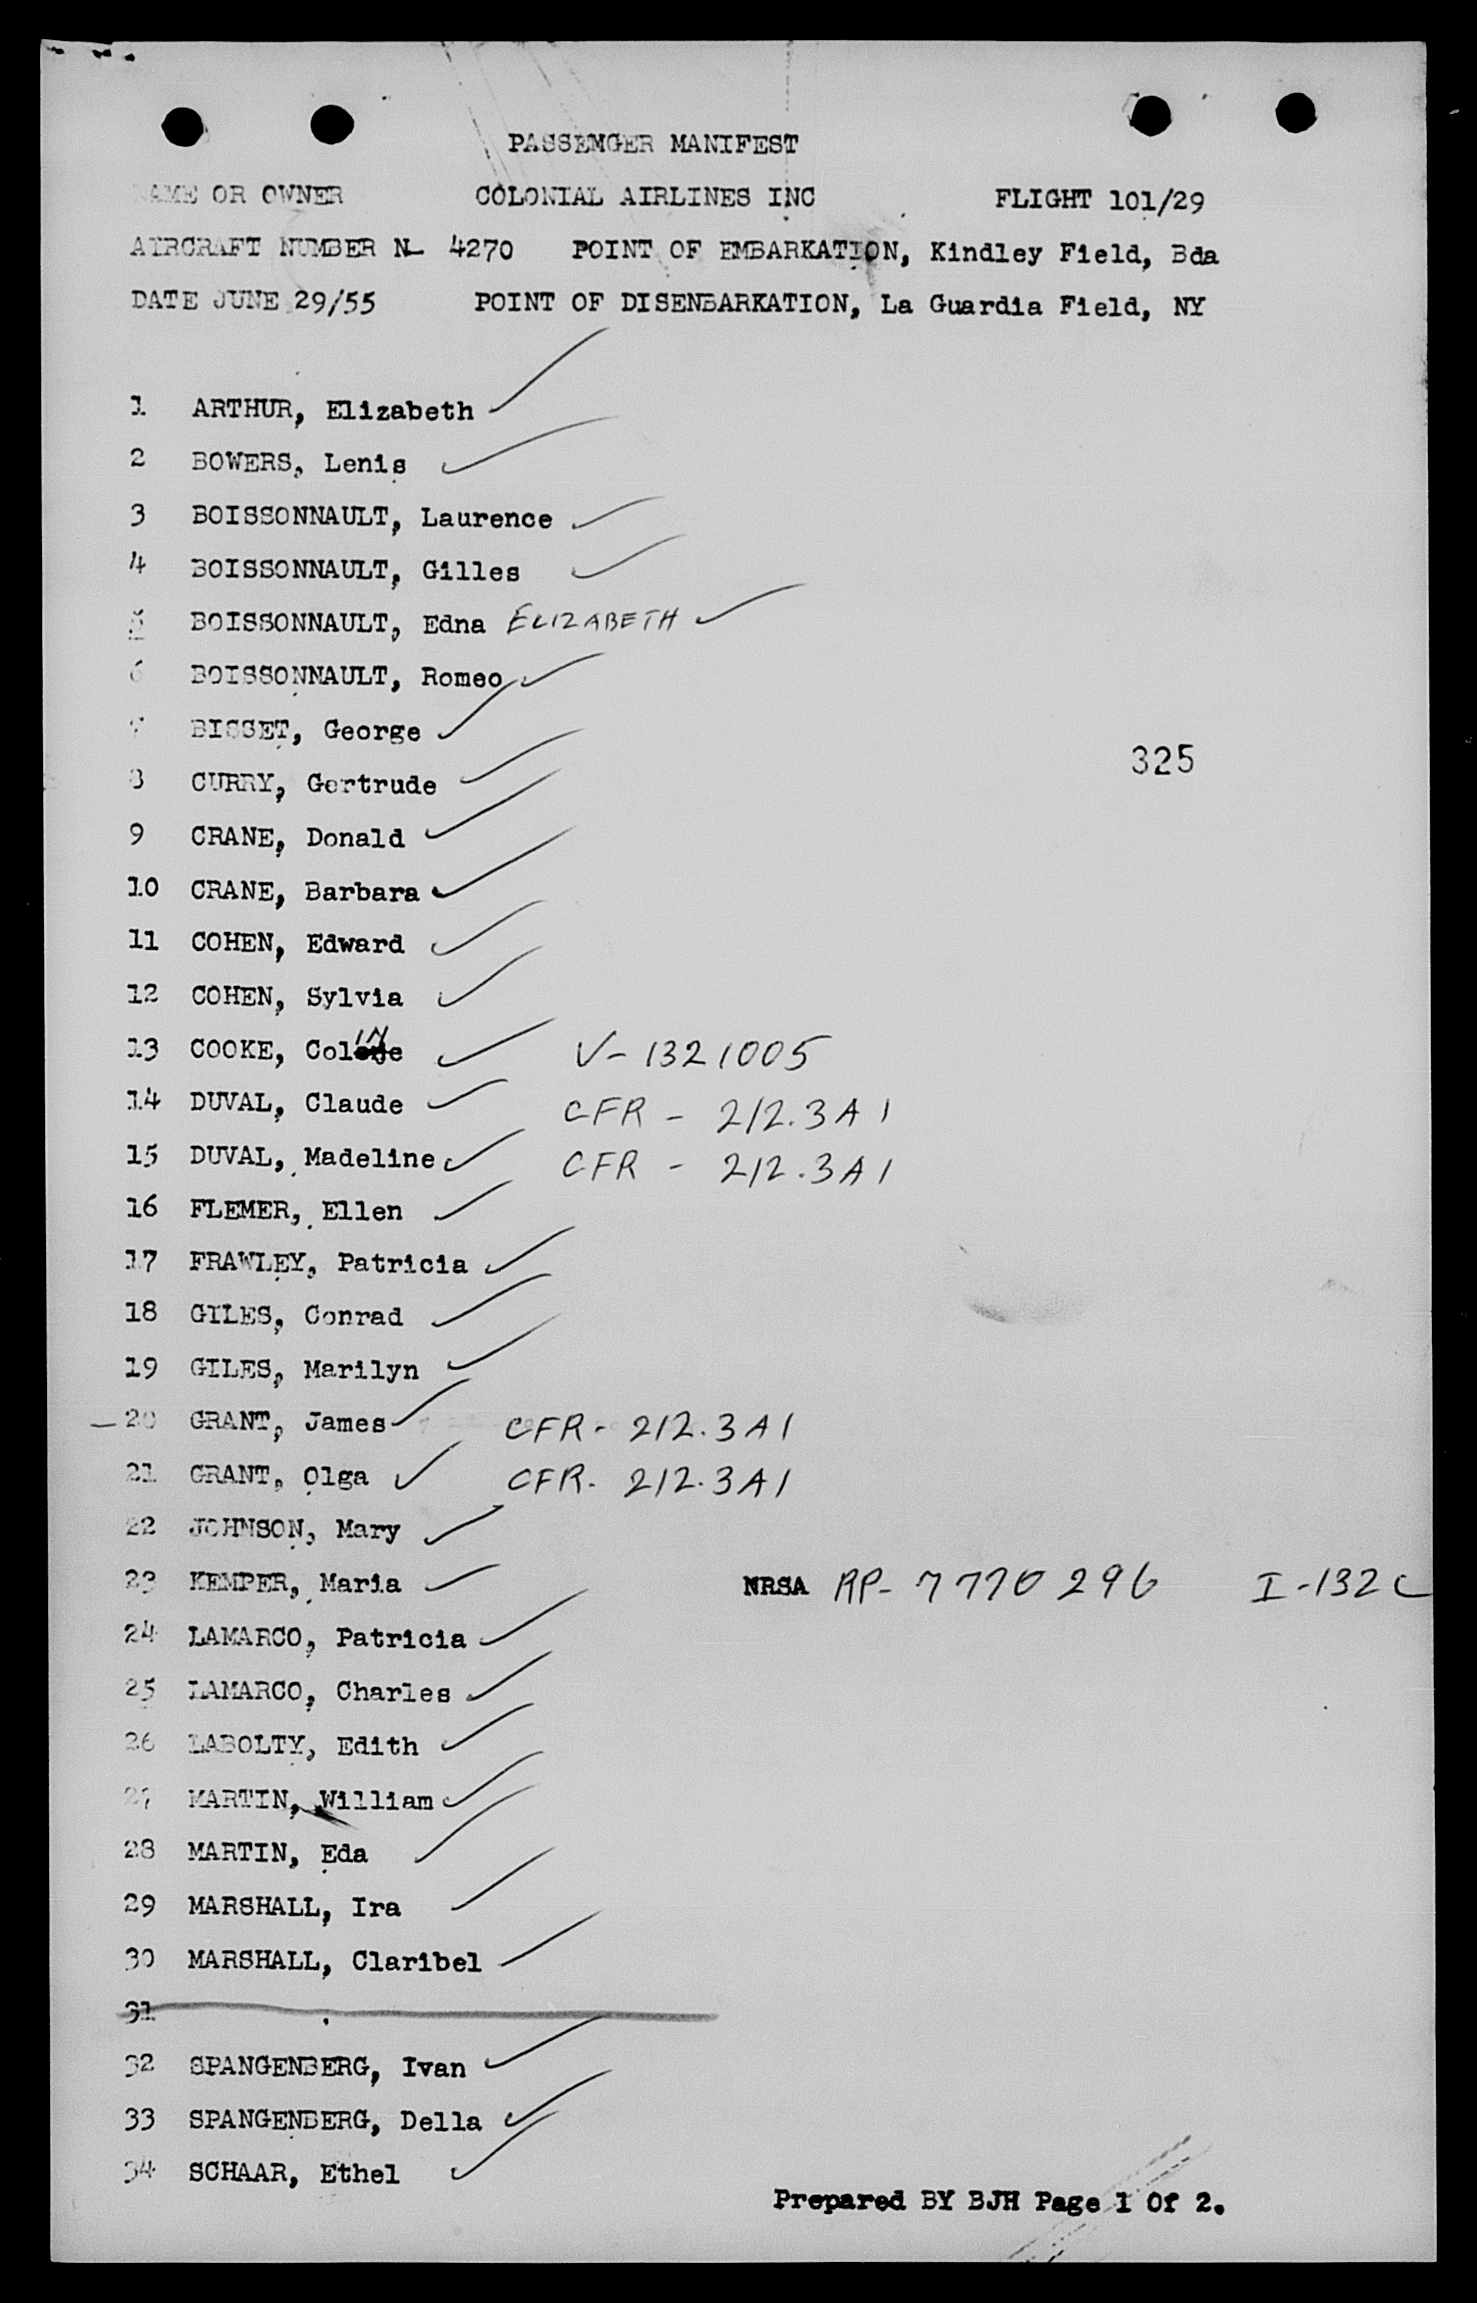 PASSENGER MANIFEST
NAME OR OWNER COLONIAL AIRLINES INC FLIGHT 101/29
AIRCRAFT NUMBER N- 4270 POINT OF EMBARKATION, Kindley Field, Bda
DATE JUNE 29/55 POINT OF DISENBARKATION, La Guardia Field, NY
1 ARTHUR, Elizabeth ✓
2 BOWERS, Lenis ✓
3 BOISSONNAULT, Laurence ✓
4 BOISSONNAULT, Gilles ✓
5 BOISSONNAULT, Edna ELIZABETH ✓
6 BOISSONNAULT, Romeo ✓
7 BISSET, George ✓
325
8 CURRY, Gertrude ✓
9 CRANE, Donald ✓
10 CRANE, Barbara ✓
11 COHEN, Edward ✓
12 COHEN, Sylvia ✓
13 COOKE, Colin ✓ V-1321005
14 DUVAL, Claude ✓ CFR - 212.3A1
15 DUVAL, Madeline ✓ CFR - 212.3A1
16 FLEMER, Ellen ✓
17 FRAWLEY, Patricia ✓
18 GILES, Conrad ✓
19 GILES, Marilyn ✓
20 GRANT, James ✓ CFR- 212.3A1
21 GRANT, Olga ✓ CFR- 212.3A1
22 JOHNSON, Mary ✓
23 KEMPER, Maria ✓ NRSA RP- 7770296 I-132C
24 LAMARCO, Patricia ✓
25 LAMARCO, Charles ✓
26 LABOLTY, Edith ✓
27 MARTIN, William ✓
28 MARTIN, Eda ✓
29 MARSHALL, Ira ✓
30 MARSHALL, Claribel ✓
31
32 SPANGENBERG, Ivan ✓
33 SPANGENBERG, Della ✓
34 SCHAAR, Ethel ✓
Prepared BY BJH Page 1 Of 2.